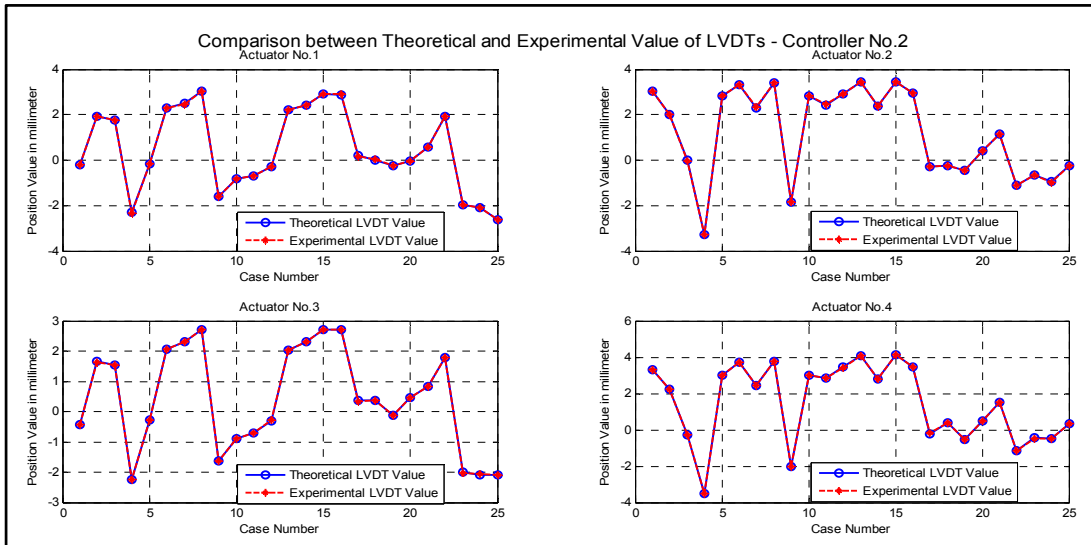 Comparison between Theoretical and Experimental Value of LVDTs - Controller No.2
Actuator No.1
Position Value in millimeter
4
2
0
-2
-4
0 5 10 15 20 25
Case Number
Theoretical LVDT Value
Experimental LVDT Value
Actuator No.2
Position Value in millimeter
4
2
0
-2
-4
0 5 10 15 20 25
Case Number
Theoretical LVDT Value
Experimental LVDT Value
Actuator No.3
Position Value in millimeter
3
2
1
0
-1
-2
-3
0 5 10 15 20 25
Case Number
Theoretical LVDT Value
Experimental LVDT Value
Actuator No.4
Position Value in millimeter
6
4
2
0
-2
-4
0 5 10 15 20 25
Case Number
Theoretical LVDT Value
Experimental LVDT Value